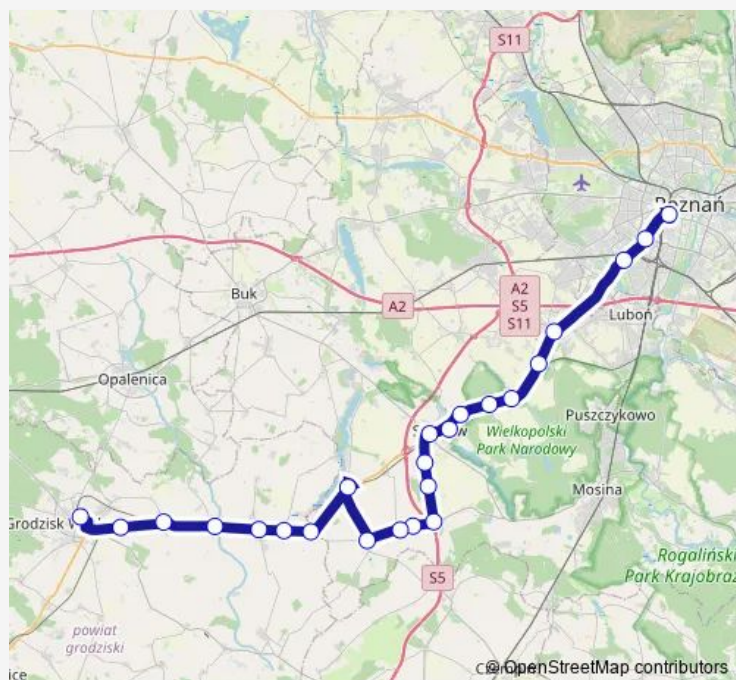 S11
Poznań
A2
S5
S11
Buk
A2
Luboń
Opalenica
Puszczykowo
Wielkopolski
Park Narodowy
Mosina
Grodzisk
Rogaliński
Park Krajobraz
S5
powiat
grodziski
© OpenStreetMap contributors